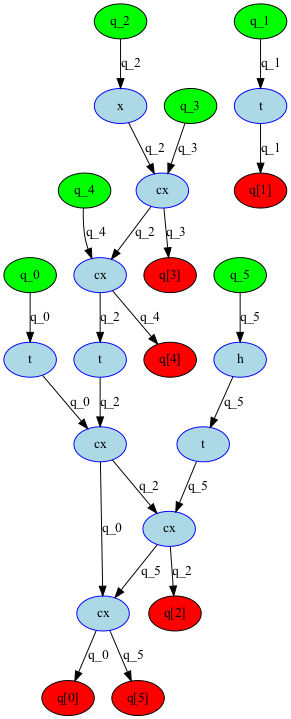 q_2 q_1
q_2 q_1
x q_3 t
q_2 q_3 q_1
q_4 cx q[1]
q_4 q_2 q_3
q_0 cx q[3] q_5
q_0 q_2 q_4 q_5
t t q[4] h
q_0 q_2 q_5
cx t
q_2 q_5
q_0 cx
q_5 q_2
cx q[2]
q_0 q_5
q[0] q[5]